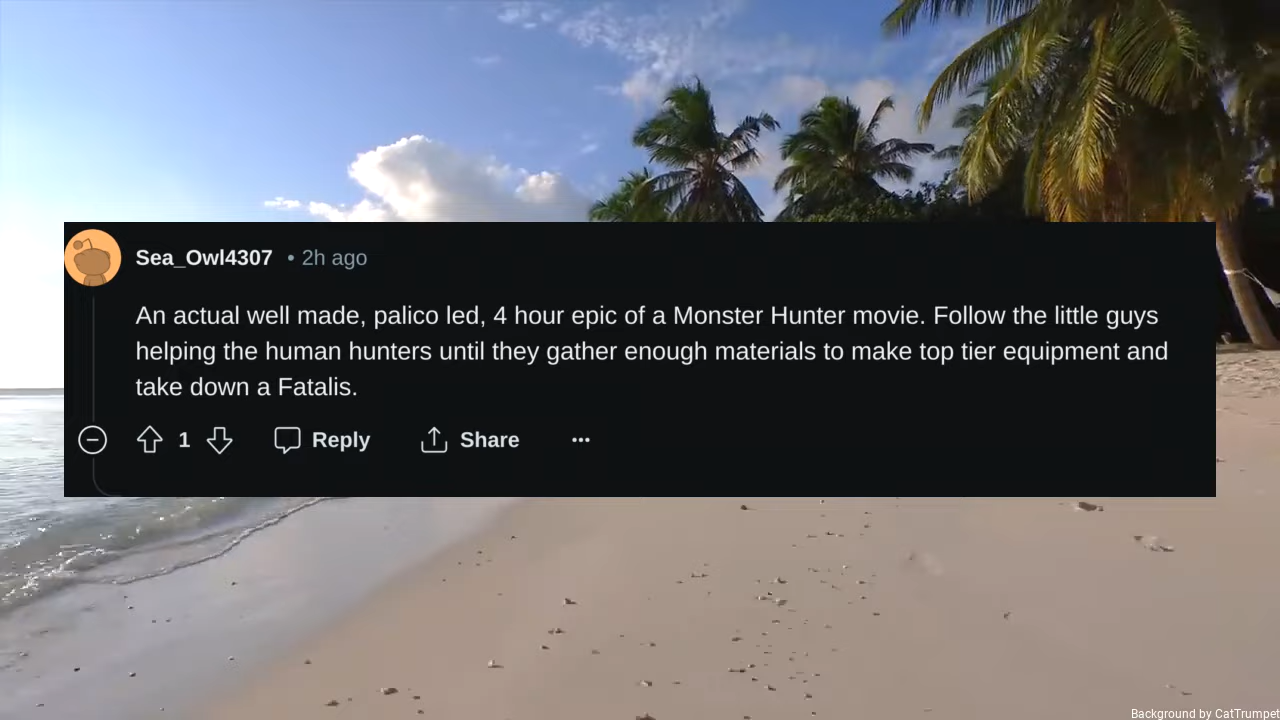 Sea_Owl4307 • 2h ago
An actual well made, palico led, 4 hour epic of a Monster Hunter movie. Follow the little guys
helping the human hunters until they gather enough materials to make top tier equipment and
take down a Fatalis.
1 Reply Share
Background by CatTrumpet